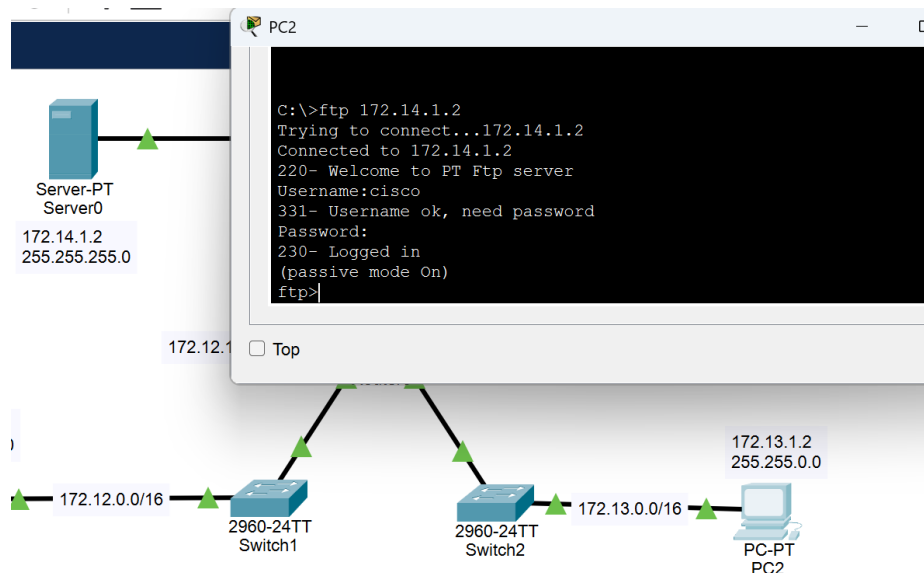 PC2
C:\>ftp 172.14.1.2
Trying to connect...172.14.1.2
Connected to 172.14.1.2
220- Welcome to PT Ftp server
Username:cisco
331- Username ok, need password
Password:
230- Logged in
(passive mode On)
ftp>
Top
Server-PT
Server0
172.14.1.2
255.255.255.0
172.12.1
172.13.1.2
255.255.0.0
172.12.0.0/16
172.13.0.0/16
2960-24TT
Switch1
2960-24TT
Switch2
PC-PT
PC2